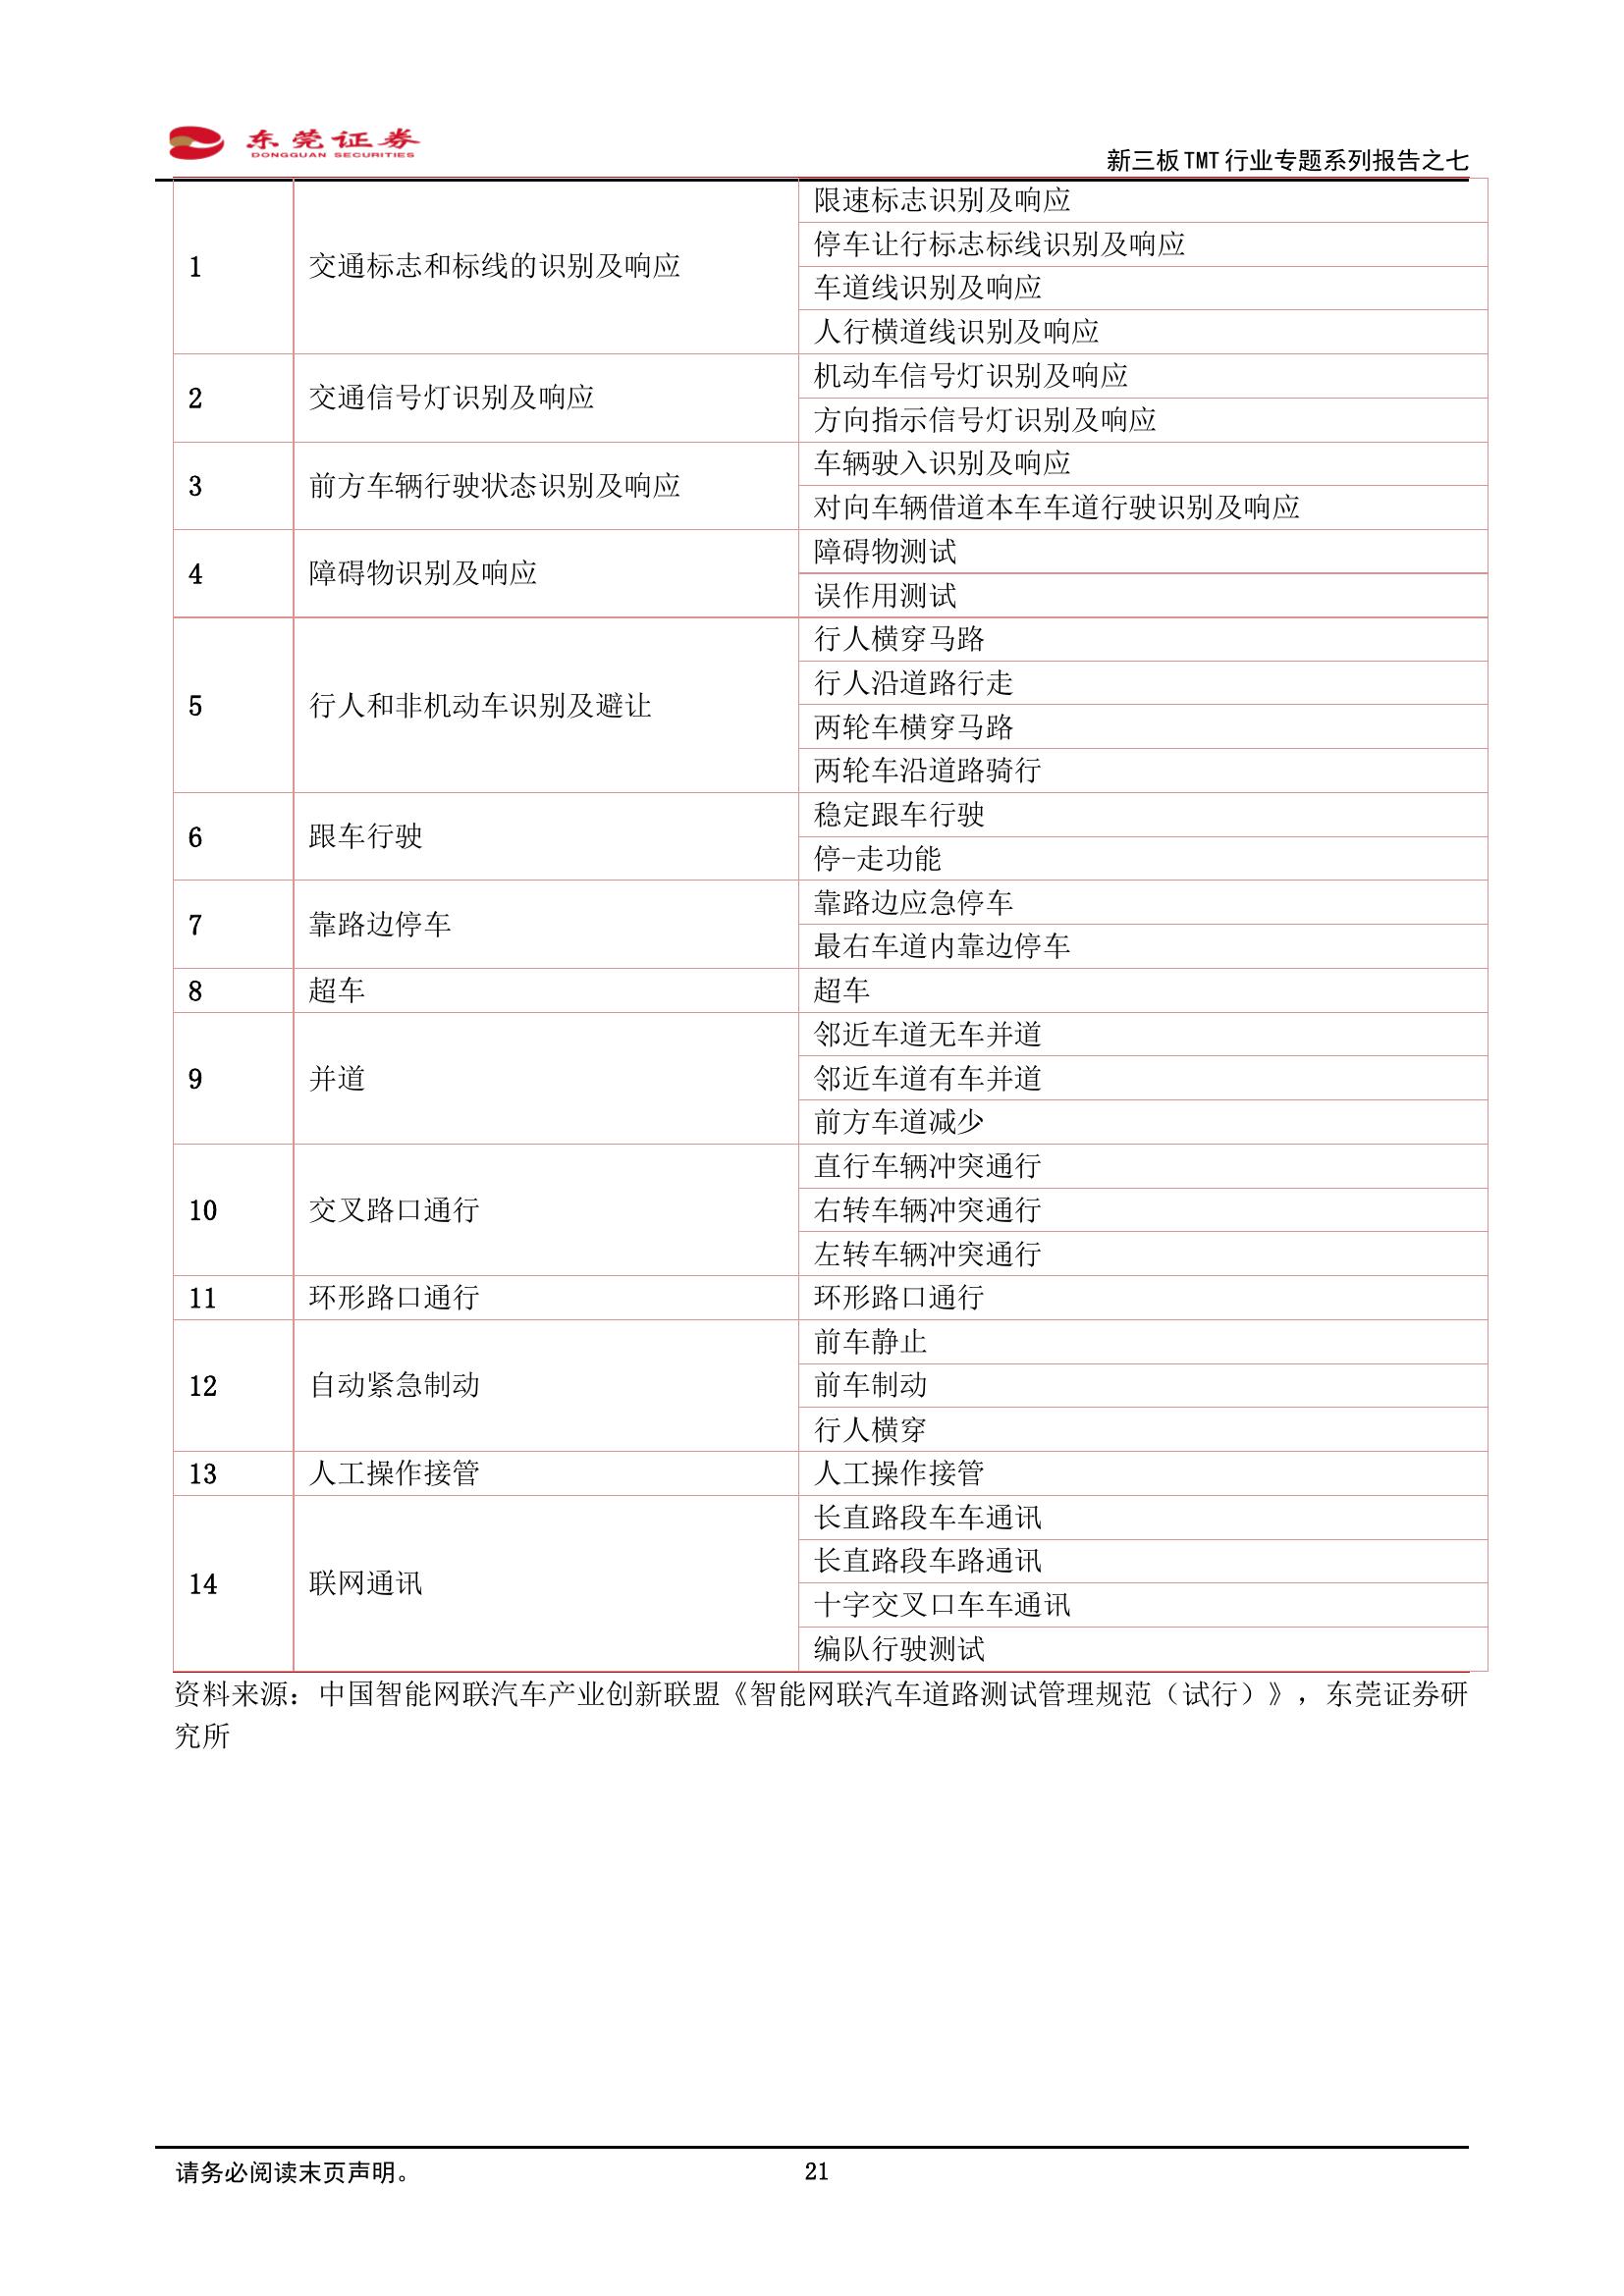 东莞证券
DONGGUAN SECURITIES
新三板 TMT 行业专题系列报告之七
1
交通标志和标线的识别及响应
限速标志识别及响应
停车让行标志标线识别及响应
车道线识别及响应
人行横道线识别及响应
2
交通信号灯识别及响应
机动车信号灯识别及响应
方向指示信号灯识别及响应
3
前方车辆行驶状态识别及响应
车辆驶入识别及响应
对向车辆借道本车车道行驶识别及响应
4
障碍物识别及响应
障碍物测试
误作用测试
5
行人和非机动车识别及避让
行人横穿马路
行人沿道路行走
两轮车横穿马路
两轮车沿道路骑行
6
跟车行驶
稳定跟车行驶
停-走功能
7
靠路边停车
靠路边应急停车
最右车道内靠边停车
8
超车
超车
9
并道
邻近车道无车并道
邻近车道有车并道
前方车道减少
10
交叉路口通行
直行车辆冲突通行
右转车辆冲突通行
左转车辆冲突通行
11
环形路口通行
环形路口通行
12
自动紧急制动
前车静止
前车制动
行人横穿
13
人工操作接管
人工操作接管
14
联网通讯
长直路段车车通讯
长直路段车路通讯
十字交叉口车车通讯
编队行驶测试
资料来源：中国智能网联汽车产业创新联盟《智能网联汽车道路测试管理规范（试行）》，东莞证券研
究所
请务必阅读末页声明。
21